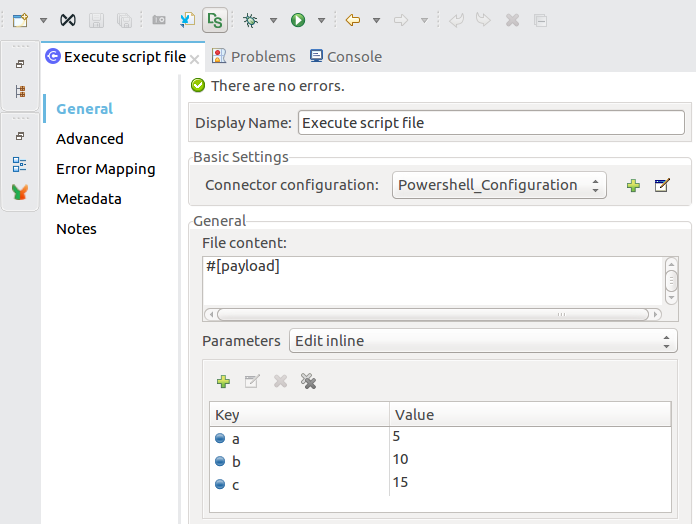 Execute script file
Problems
Console
There are no errors.
General
Advanced
Error Mapping
Metadata
Notes
Display Name: Execute script file
Basic Settings
Connector configuration: Powershell_Configuration
General
File content:
#[payload]
Parameters Edit inline
Key Value
a 5
b 10
c 15